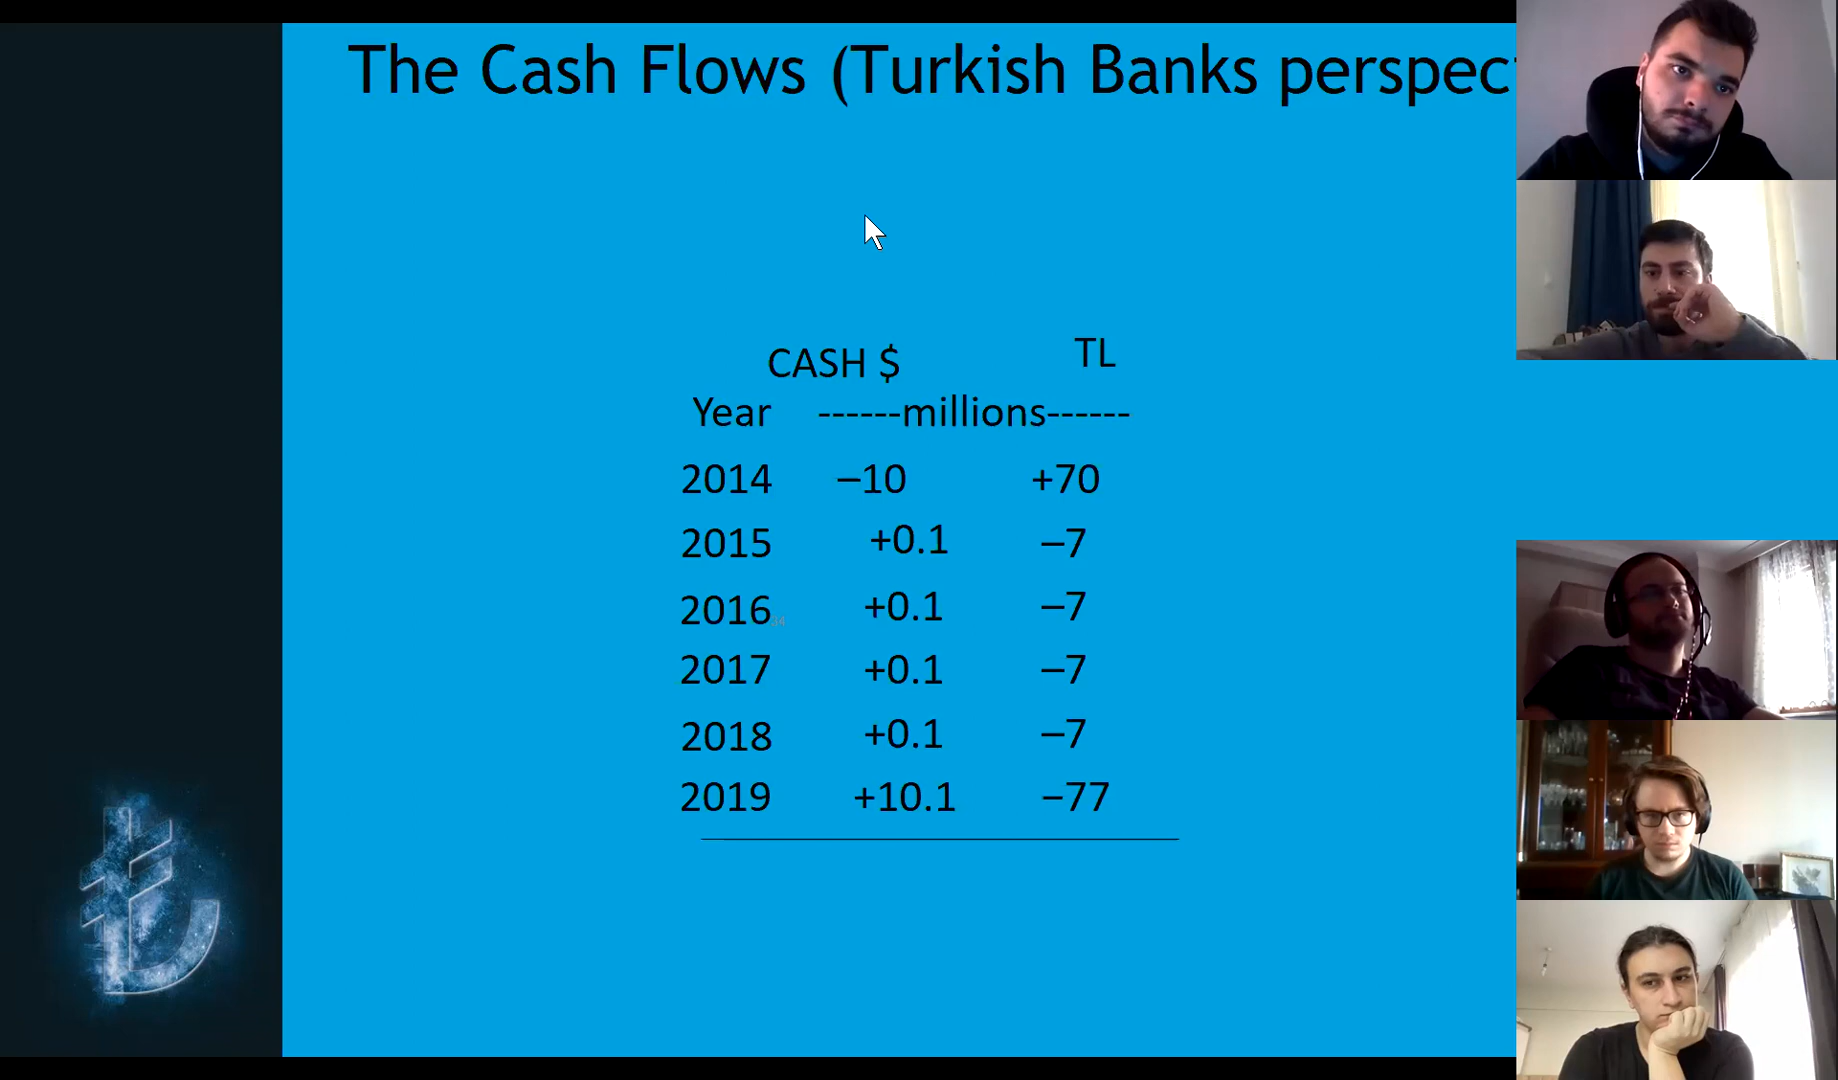 The Cash Flows (Turkish Banks perspec
CASH $ TL
Year ------millions------
2014 –10 +70
2015 +0.1 –7
2016 +0.1 –7
34
2017 +0.1 –7
2018 +0.1 –7
2019 +10.1 –77